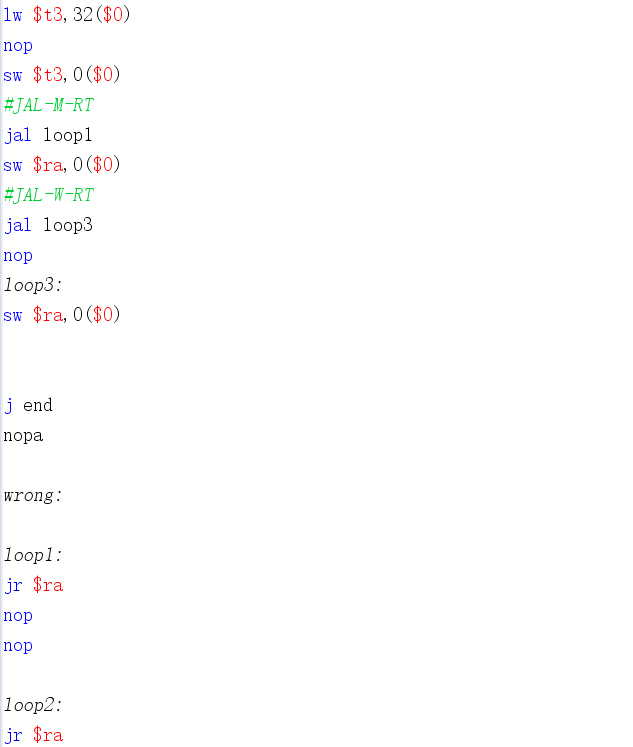 lw $t3,32($0)
nop
sw $t3,0($0)
#JAL-M-RT
jal loop1
sw $ra,0($0)
#JAL-W-RT
jal loop3
nop
loop3:
sw $ra,0($0)
j end
nopa
wrong:
loop1:
jr $ra
nop
nop
loop2:
jr $ra